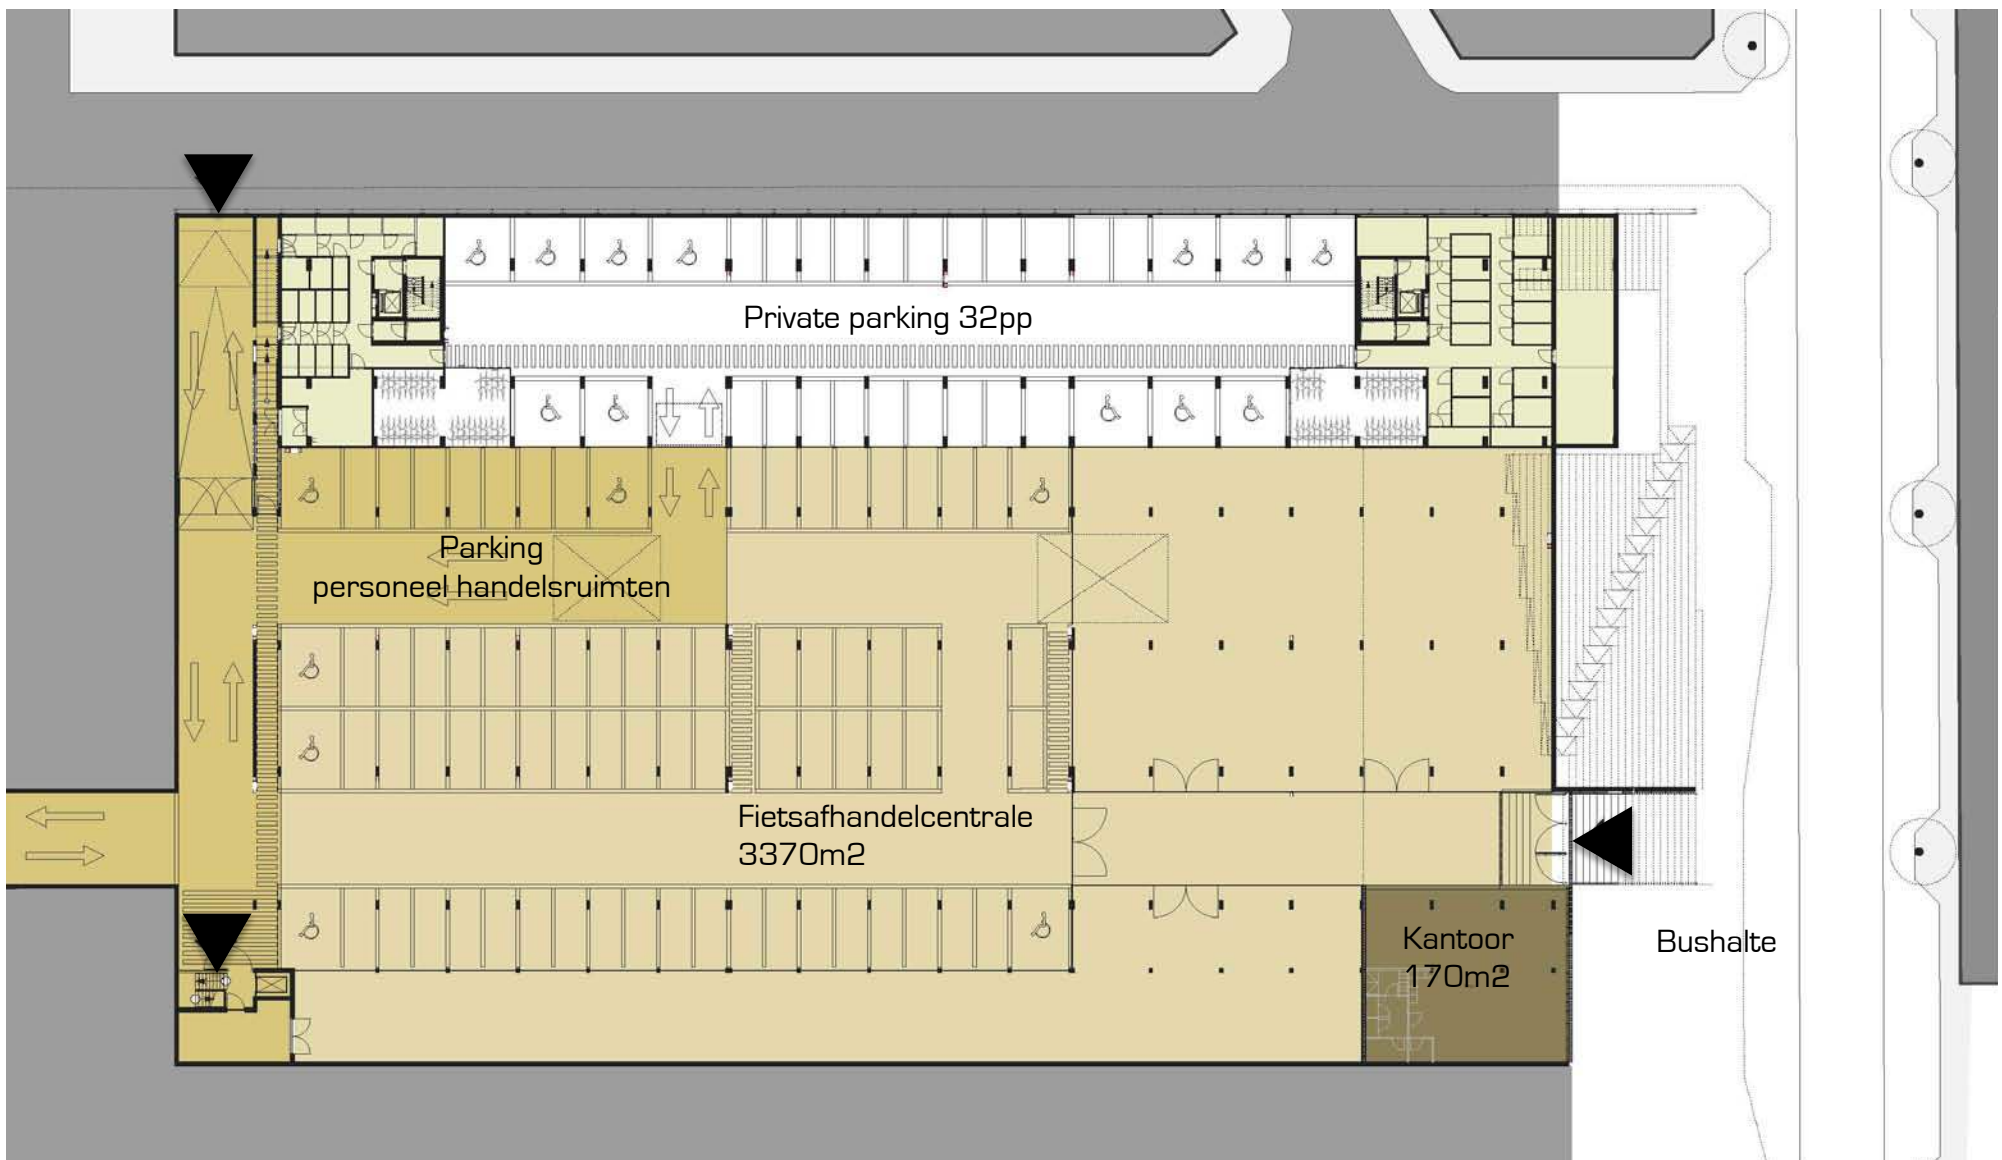 Private parking 32pp
Parking
personeel handelsruimten
Fietsafhandelcentrale
3370m2
Kantoor
170m2
Bushalte